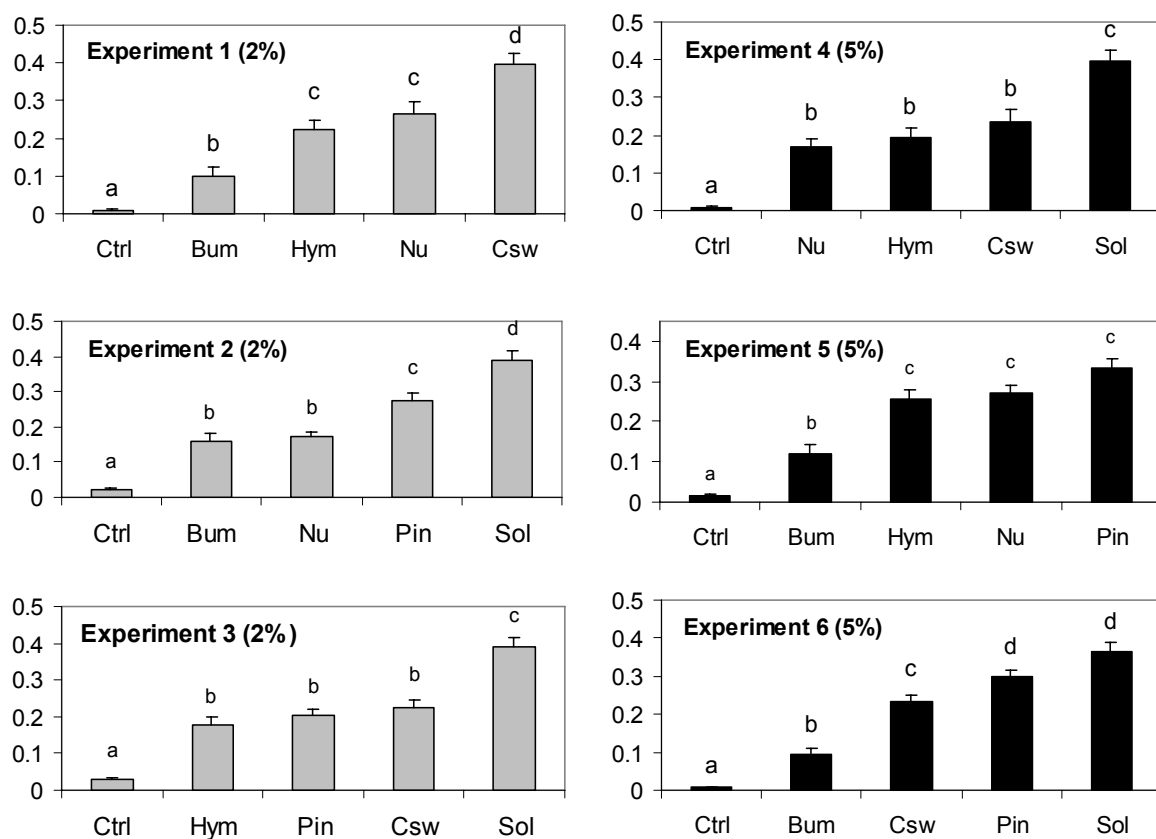 Experiment 1 (2%)
0.5
0.4
0.3
0.2
0.1
0
a
b
c
c
d
Ctrl Bum Hym Nu Csw
Experiment 4 (5%)
0.5
0.4
0.3
0.2
0.1
0
a
b
b
b
c
Ctrl Nu Hym Csw Sol
Experiment 2 (2%)
0.5
0.4
0.3
0.2
0.1
0
a
b
b
c
d
Ctrl Bum Nu Pin Sol
Experiment 5 (5%)
0.5
0.4
0.3
0.2
0.1
0
a
b
c
c
c
Ctrl Bum Hym Nu Pin
Experiment 3 (2%)
0.5
0.4
0.3
0.2
0.1
0
a
b
b
b
c
Ctrl Hym Pin Csw Sol
Experiment 6 (5%)
0.5
0.4
0.3
0.2
0.1
0
a
b
c
d
d
Ctrl Bum Csw Pin Sol